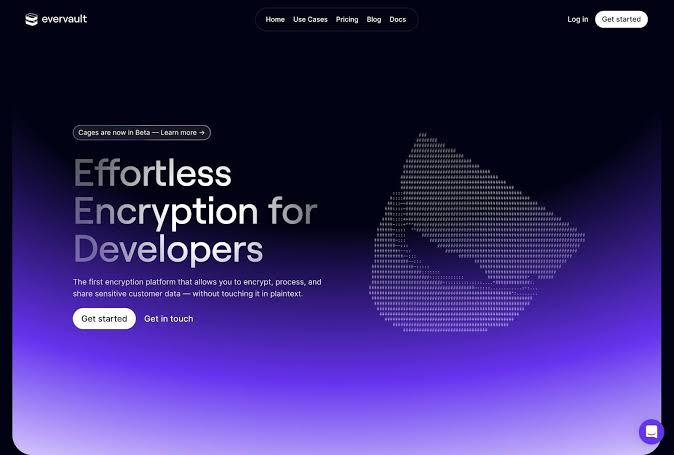 evervault
Home Use Cases Pricing Blog Docs
Log in
Get started
Cages are now in Beta — Learn more →
Effortless
Encryption for
Developers
The first encryption platform that allows you to encrypt, process, and
share sensitive customer data — without touching it in plaintext.
Get started
Get in touch